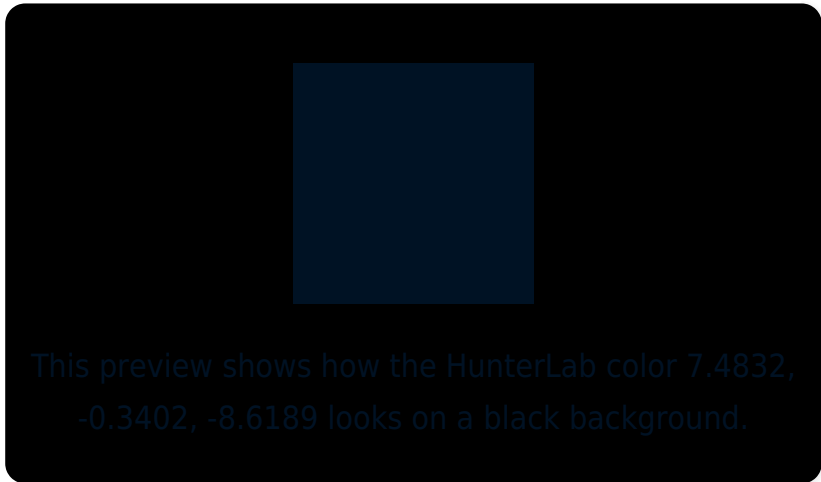 This preview shows how the HunterLab color 7.4832,
-0.3402, -8.6189 looks on a black background.